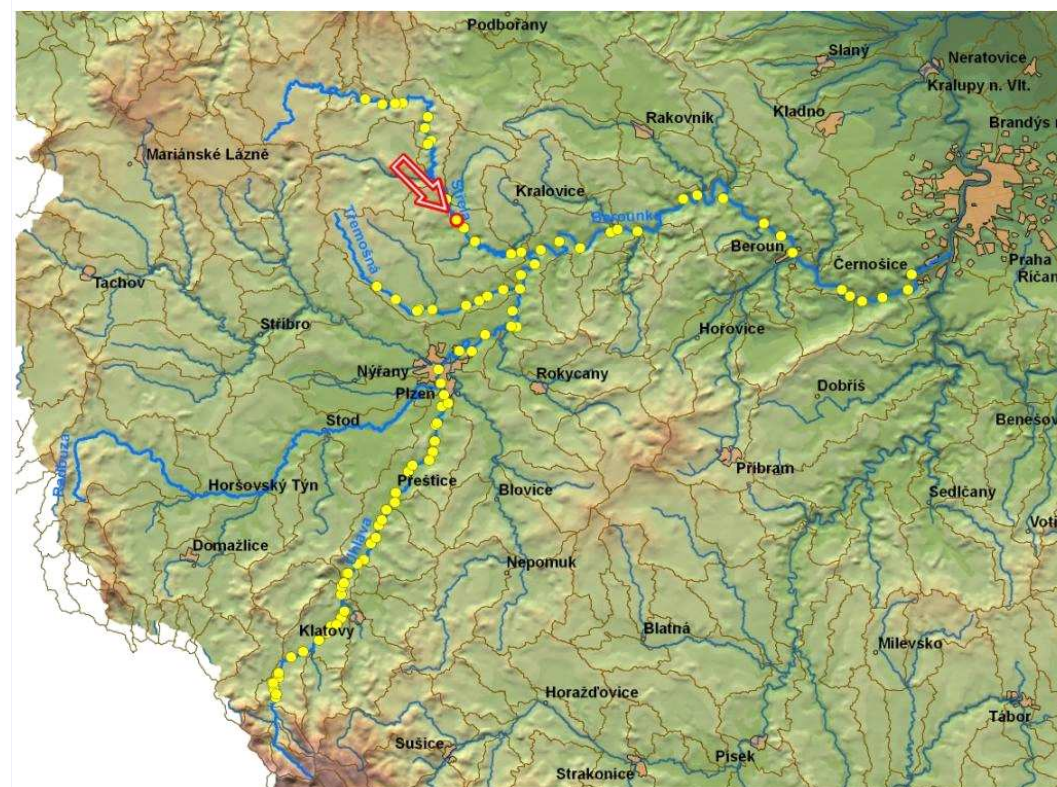 Podbořany
Slaný
Neratovice
Kralupy n. Vlt.
Kladno
Rakovník
Brandýs n
Mariánské Lázně
Střela
Kralovice
Berounka
Třemošná
Beroun
Černošice
Praha
Říčan
Tachov
Stříbro
Hořovice
Nýřany
Rokycany
Plzeň
Dobříš
Stod
Benešov
Radbuza
Příbram
Horšovský Týn
Přeštice
Blovice
Sedlčany
Voti
Úhlava
Domažlice
Nepomuk
Klatovy
Blatná
Milevsko
Horažďovice
Tábor
Sušice
Písek
Strakonice